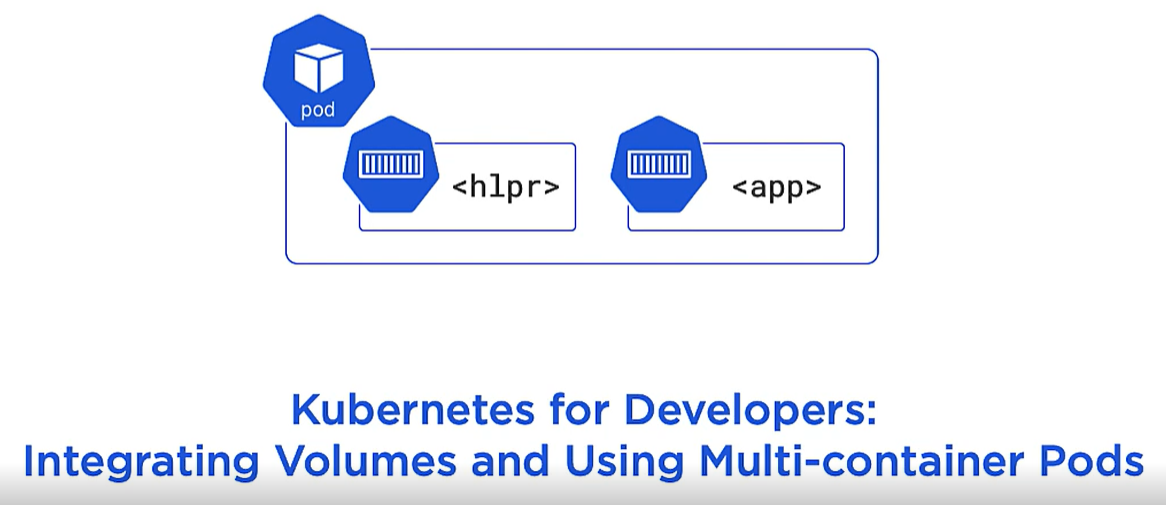 pod
<hlpr>
<app>
Kubernetes for Developers:
Integrating Volumes and Using Multi-container Pods